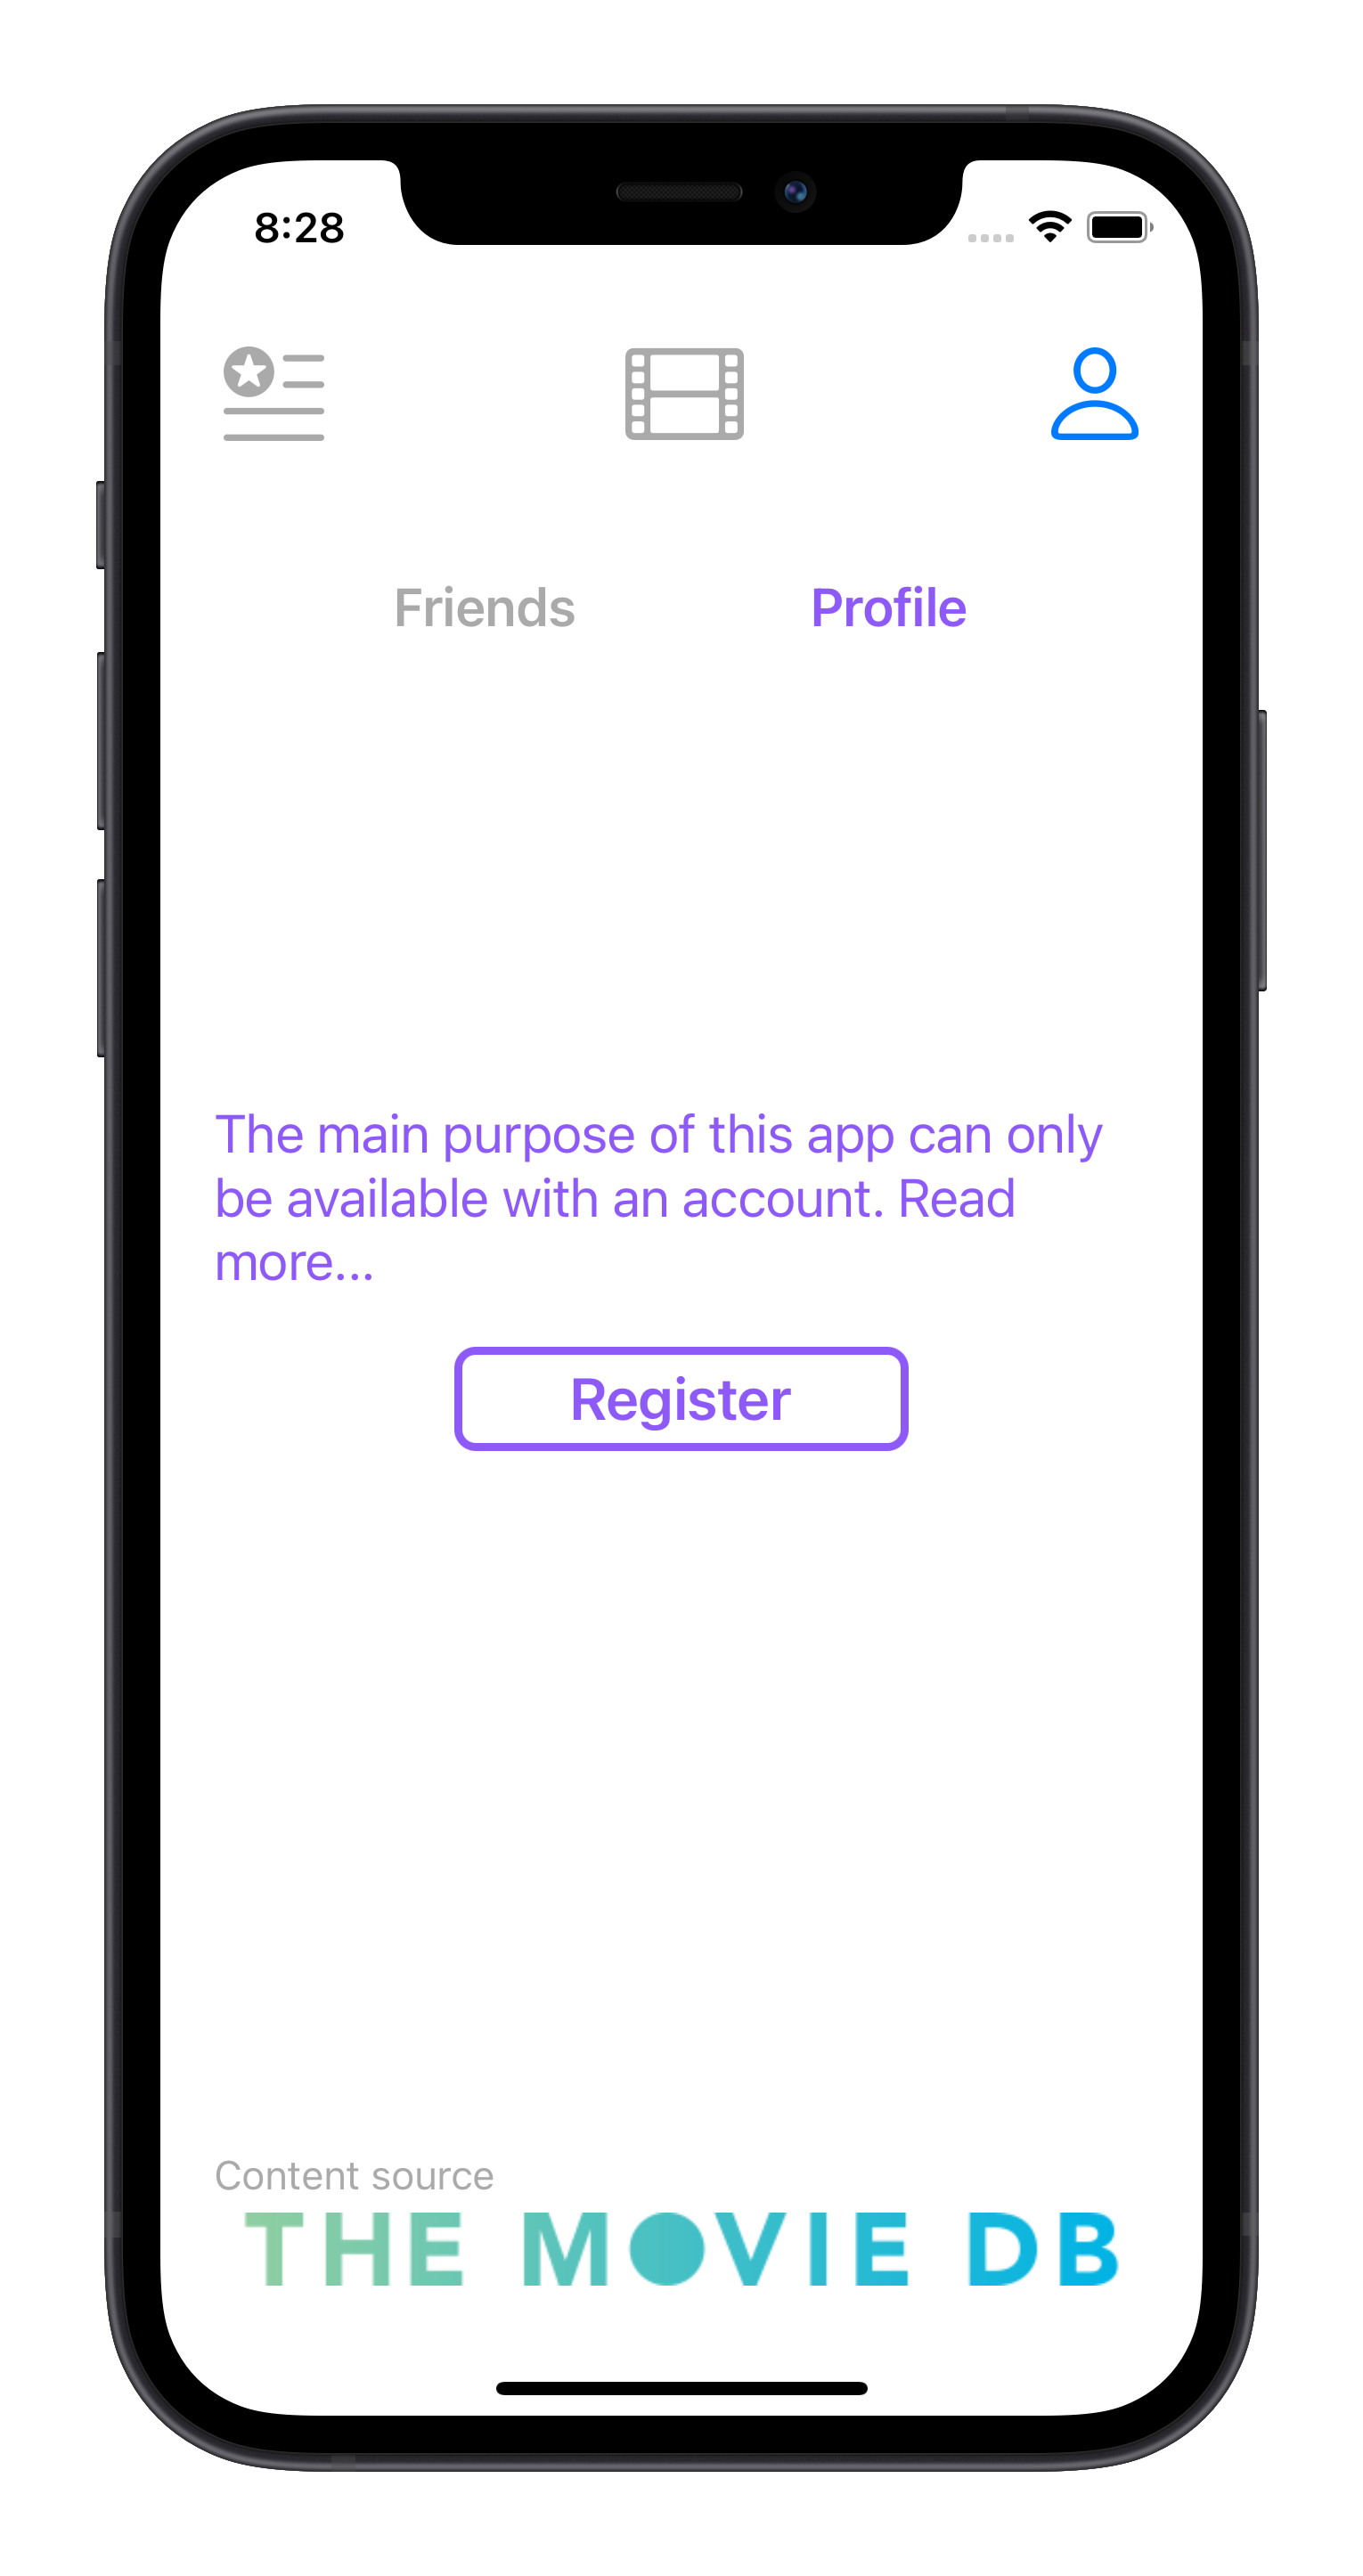 8:28
Friends Profile
The main purpose of this app can only
be available with an account. Read
more...
Register
Content source
THE MOVIE DB